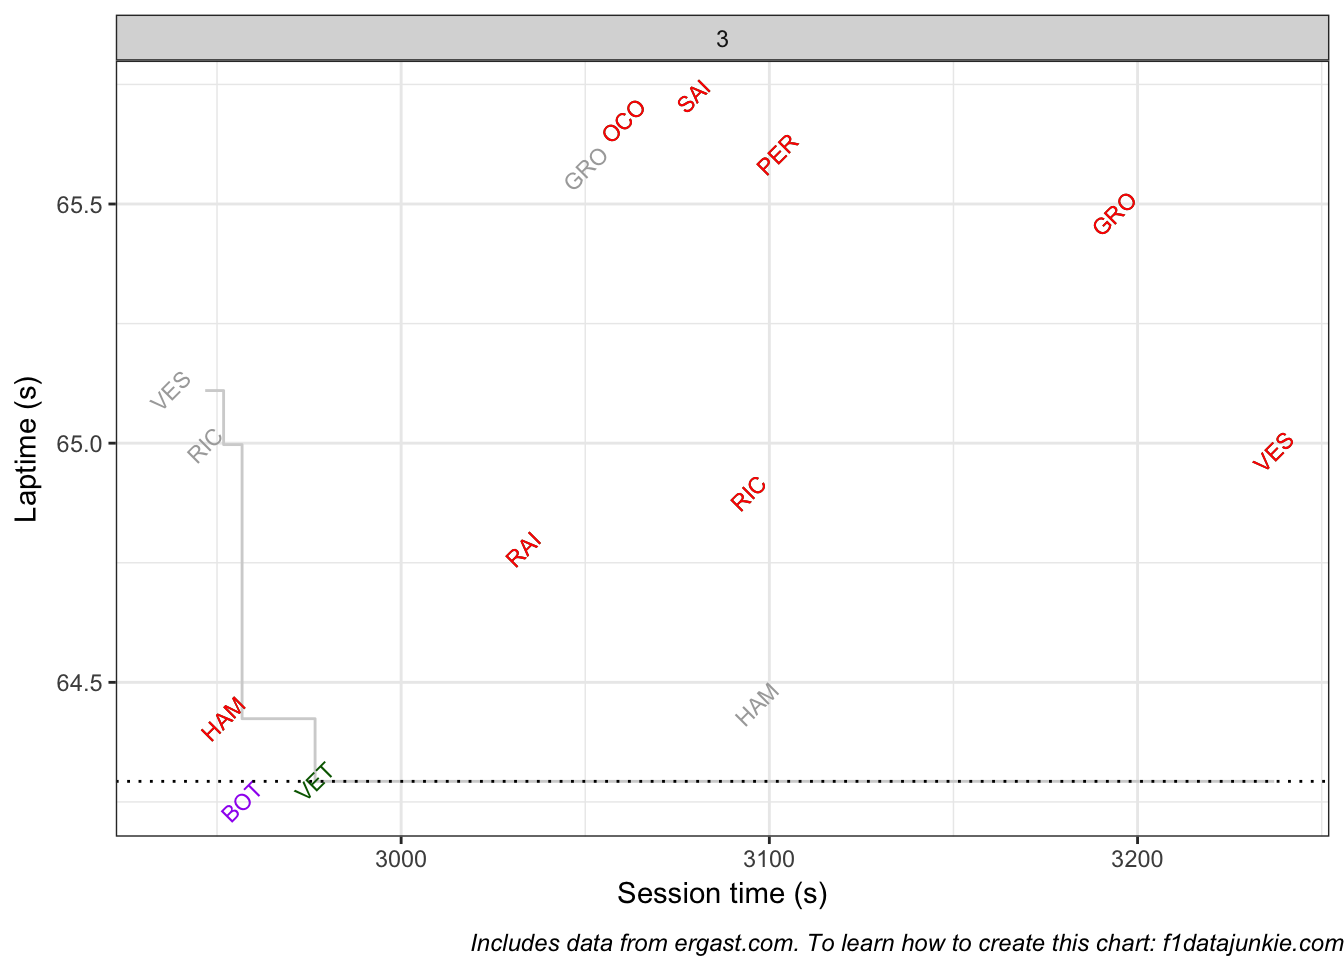 3
SAI
OCO
PER
GRO
65.5
GRO
VES
RIC
65.0
VES
RIC
RAI
64.5
HAM
HAM
VET
BOT
Laptime (s)
3000 3100 3200
Session time (s)
Includes data from ergast.com. To learn how to create this chart: f1datajunkie.com